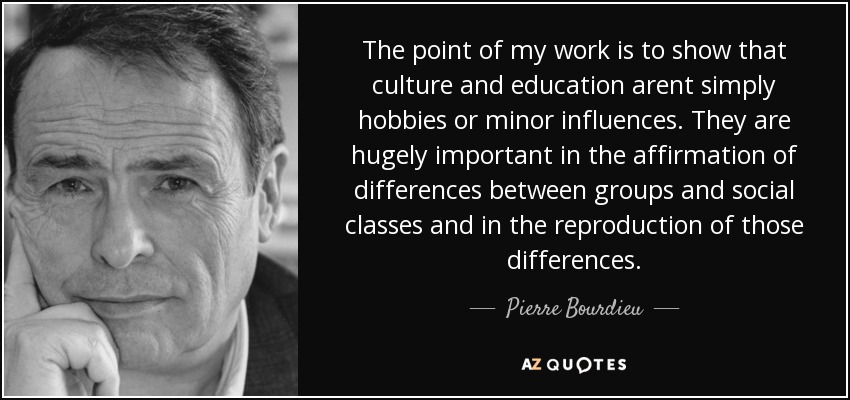 The point of my work is to show that
culture and education arent simply
hobbies or minor influences. They are
hugely important in the affirmation of
differences between groups and social
classes and in the reproduction of those
differences.
Pierre Bourdieu
AZ QUOTES